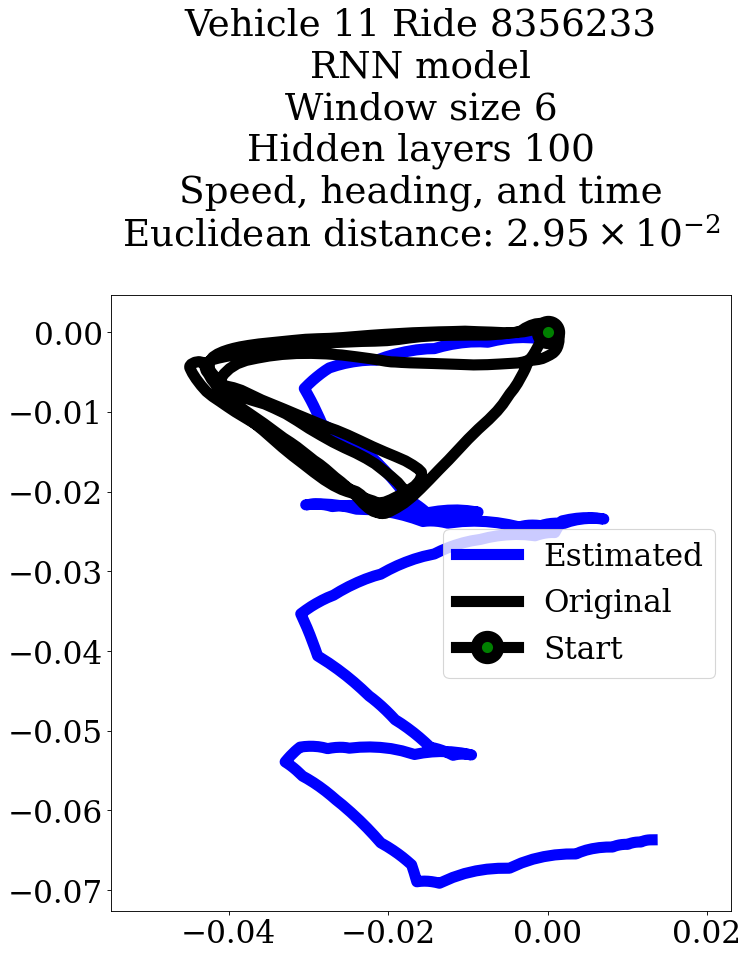 Vehicle 11 Ride 8356233
RNN model
Window size 6
Hidden layers 100
Speed, heading, and time
Euclidean distance: 2.95 × 10⁻²
0.00
−0.01
−0.02
−0.03
−0.04
−0.05
−0.06
−0.07
Estimated
Original
Start
−0.04
−0.02
0.00
0.02